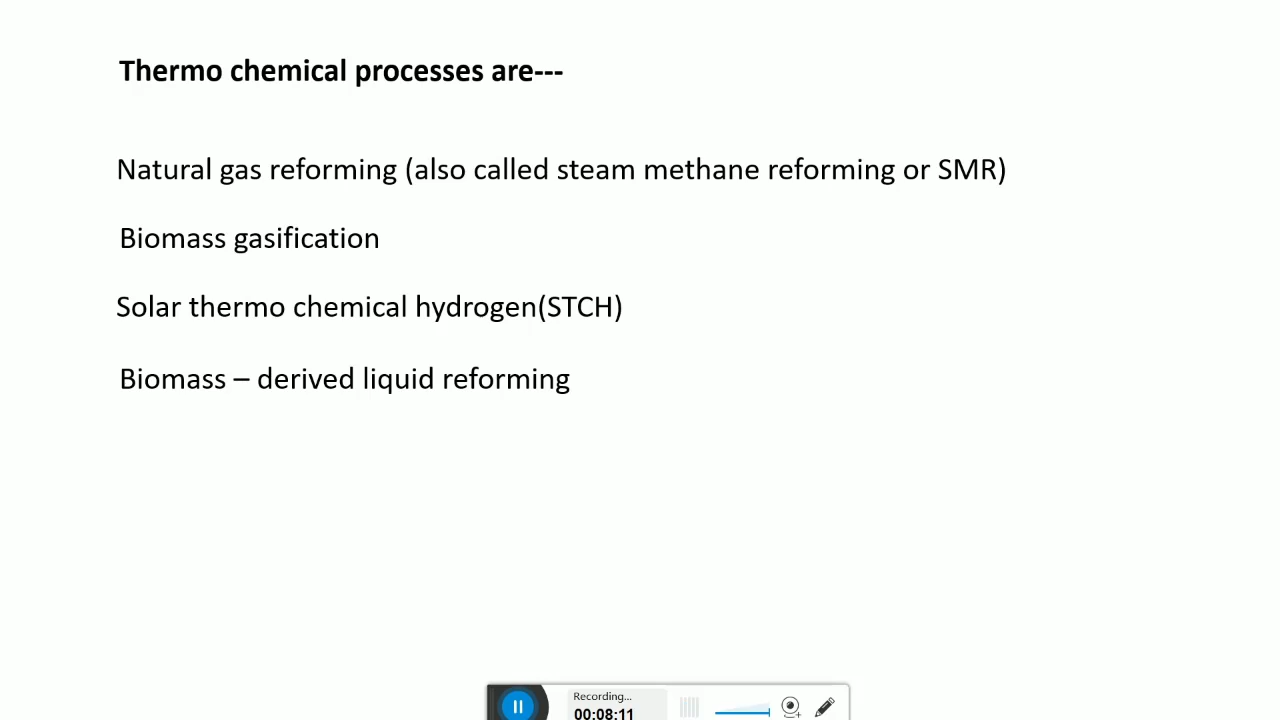 Thermo chemical processes are---
Natural gas reforming (also called steam methane reforming or SMR)
Biomass gasification
Solar thermo chemical hydrogen(STCH)
Biomass – derived liquid reforming
Recording...
00:08:11